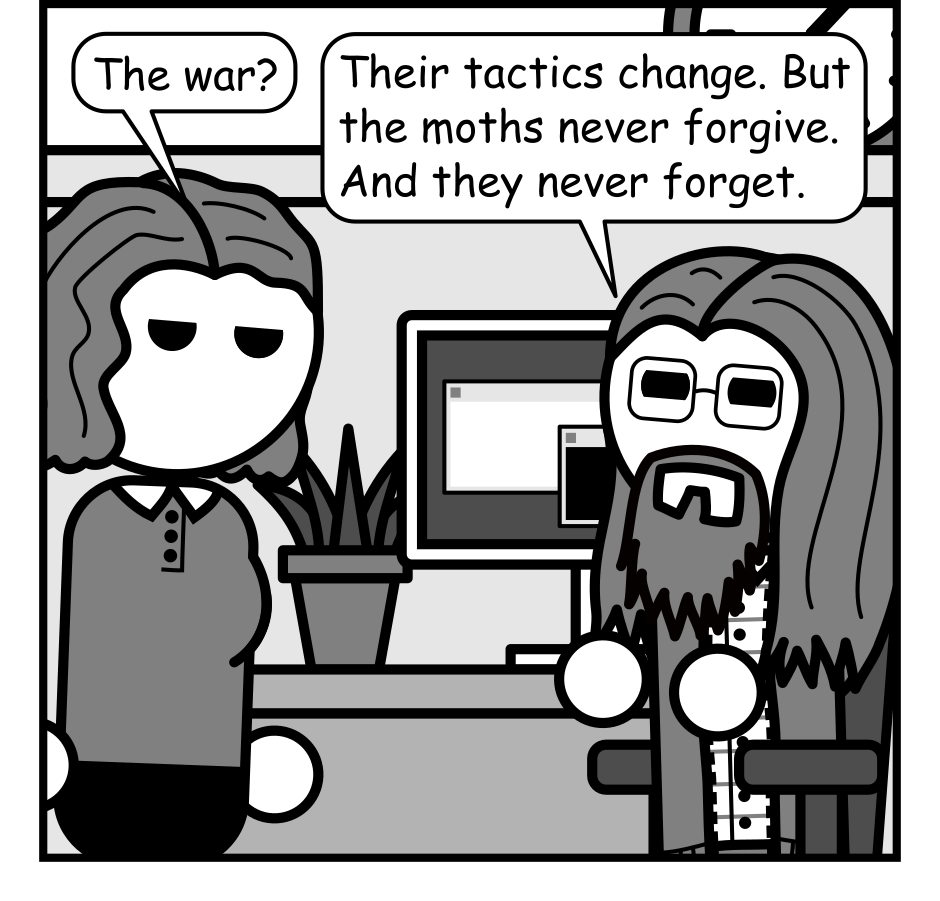 The war?
Their tactics change. But
the moths never forgive.
And they never forget.